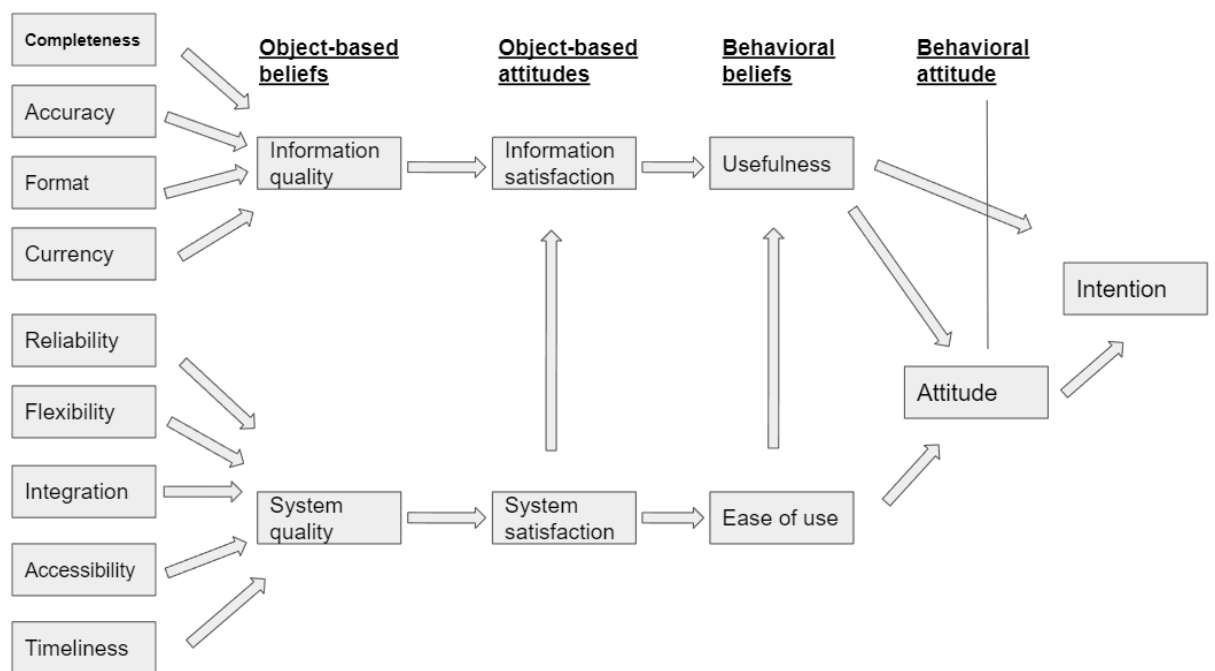 Completeness
Accuracy
Format
Currency
Reliability
Flexibility
Integration
Accessibility
Timeliness
Object-based
beliefs
Information
quality
System
quality
Object-based
attitudes
Information
satisfaction
System
satisfaction
Behavioral
beliefs
Usefulness
Ease of use
Behavioral
attitude
Attitude
Intention